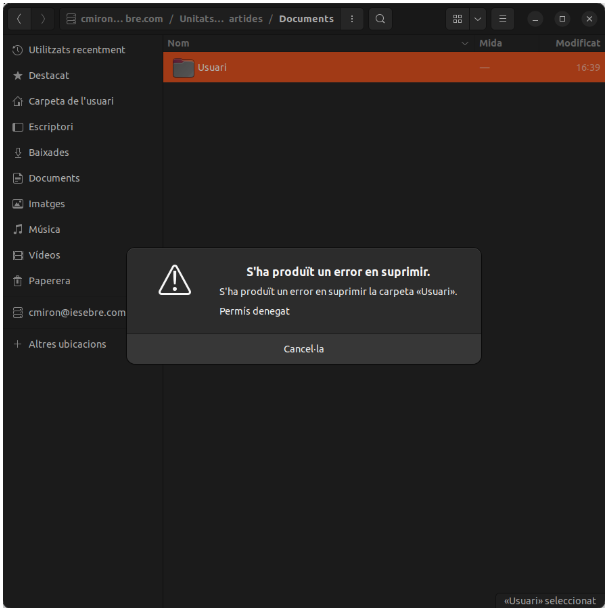 cmiron... bre.com / Unitats... artides / Documents
Nom Mida Modificat
Utilitzats recentment
Destacat
Carpeta de l'usuari
Escriptori
Baixades
Documents
Imatges
Música
Vídeos
Paperera
cmiron@iesebre.com
Altres ubicacions
Usuari — 16:39
S'ha produït un error en suprimir.
S'ha produït un error en suprimir la carpeta «Usuari».
Permís denegat
Cancel·la
«Usuari» seleccionat